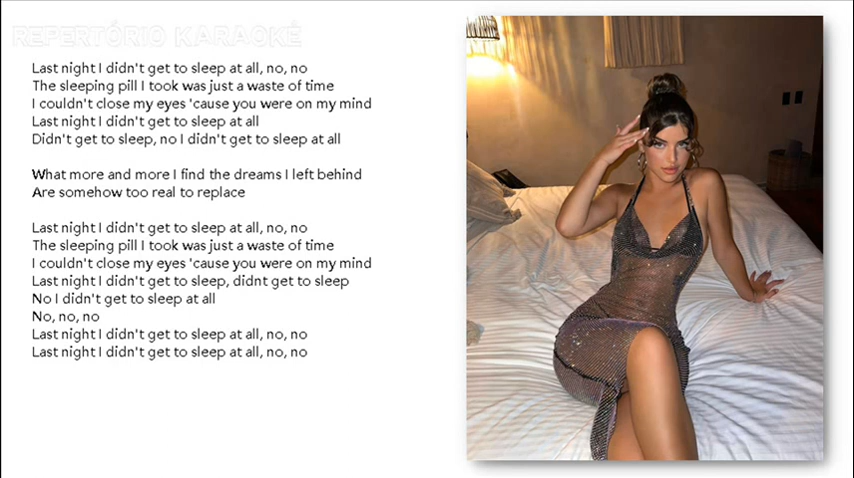 REPERTÓRIO KARAOKÊ
Last night I didn't get to sleep at all, no, no
The sleeping pill I took was just a waste of time
I couldn't close my eyes 'cause you were on my mind
Last night I didn't get to sleep at all
Didn't get to sleep, no I didn't get to sleep at all
What more and more I find the dreams I left behind
Are somehow too real to replace
Last night I didn't get to sleep at all, no, no
The sleeping pill I took was just a waste of time
I couldn't close my eyes 'cause you were on my mind
Last night I didn't get to sleep, didnt get to sleep
No I didn't get to sleep at all
No, no, no
Last night I didn't get to sleep at all, no, no
Last night I didn't get to sleep at all, no, no